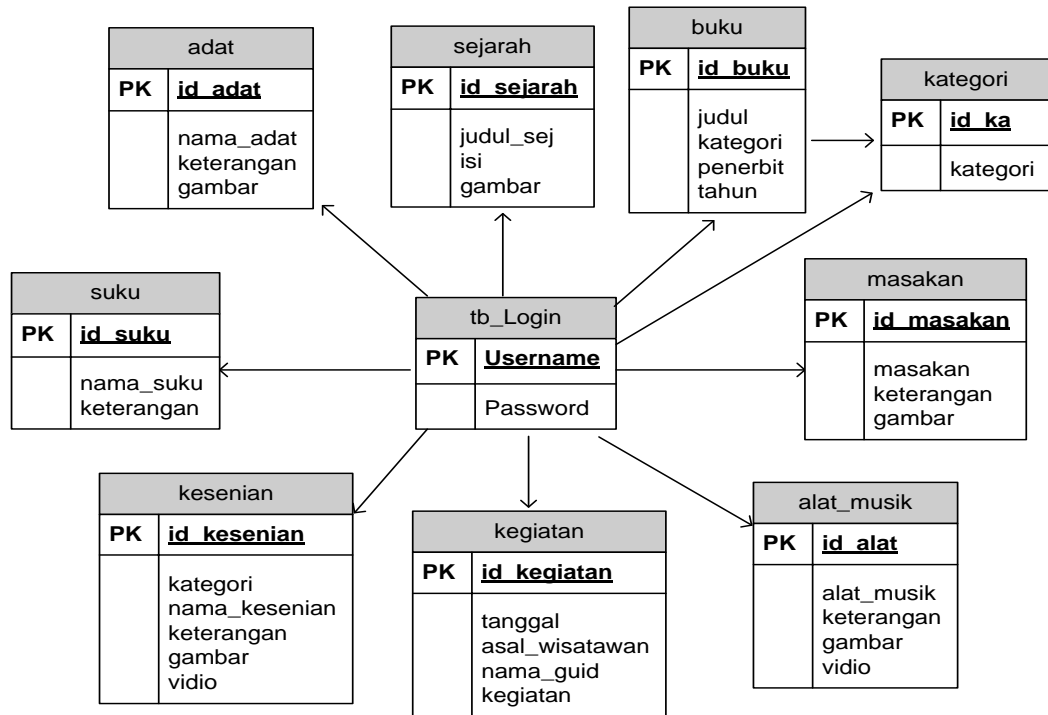 adat
PK id_adat
nama_adat
keterangan
gambar
sejarah
PK id_sejarah
judul_sej
isi
gambar
buku
PK id_buku
judul
kategori
penerbit
tahun
kategori
PK id_ka
kategori
suku
PK id_suku
nama_suku
keterangan
tb_Login
PK Username
Password
masakan
PK id_masakan
masakan
keterangan
gambar
kesenian
PK id_kesenian
kategori
nama_kesenian
keterangan
gambar
vidio
kegiatan
PK id_kegiatan
tanggal
asal_wisatawan
nama_guid
kegiatan
alat_musik
PK id_alat
alat_musik
keterangan
gambar
vidio